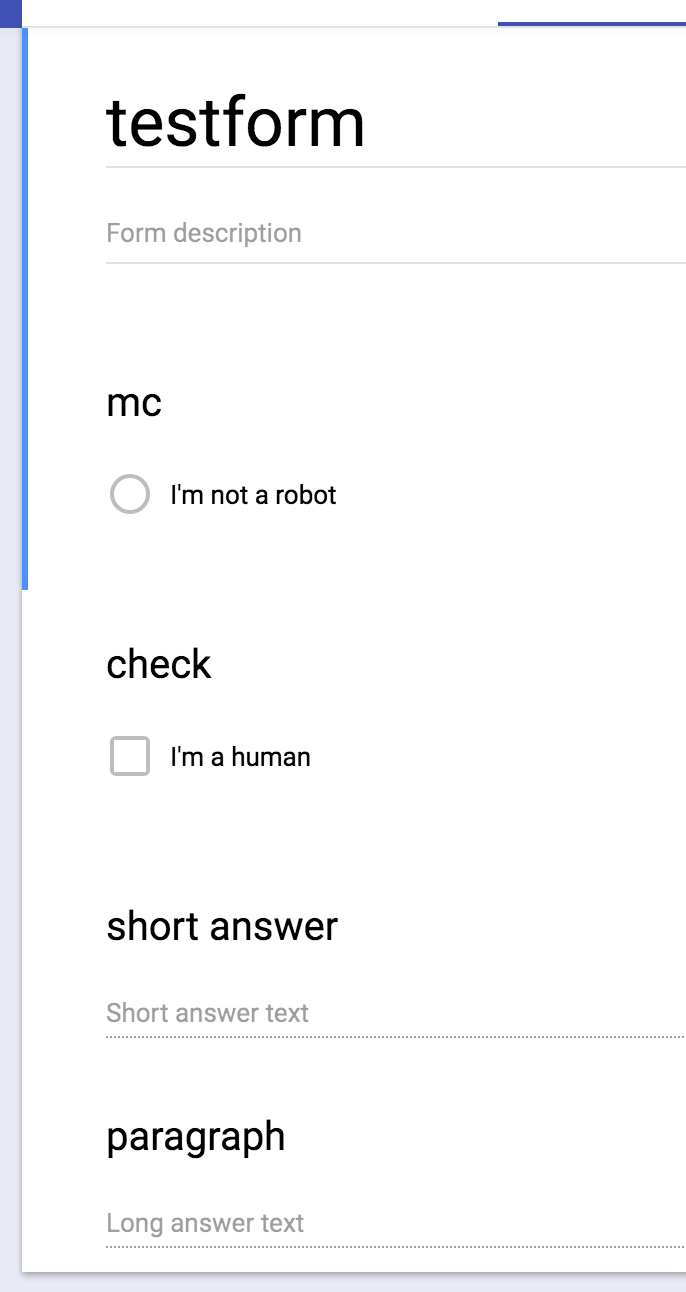 testform
Form description
mc
I'm not a robot
check
I'm a human
short answer
Short answer text
paragraph
Long answer text